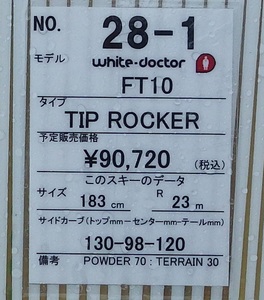 NO. 28-1
モデル white・doctor
FT10
タイプ
TIP ROCKER
予定販売価格
¥90,720 (税込)
このスキーのデータ
サイズ 183 cm R 23 m
サイドカーブ(トップmm－センターmm-テールmm)
130-98-120
備考 POWDER 70 : TERRAIN 30